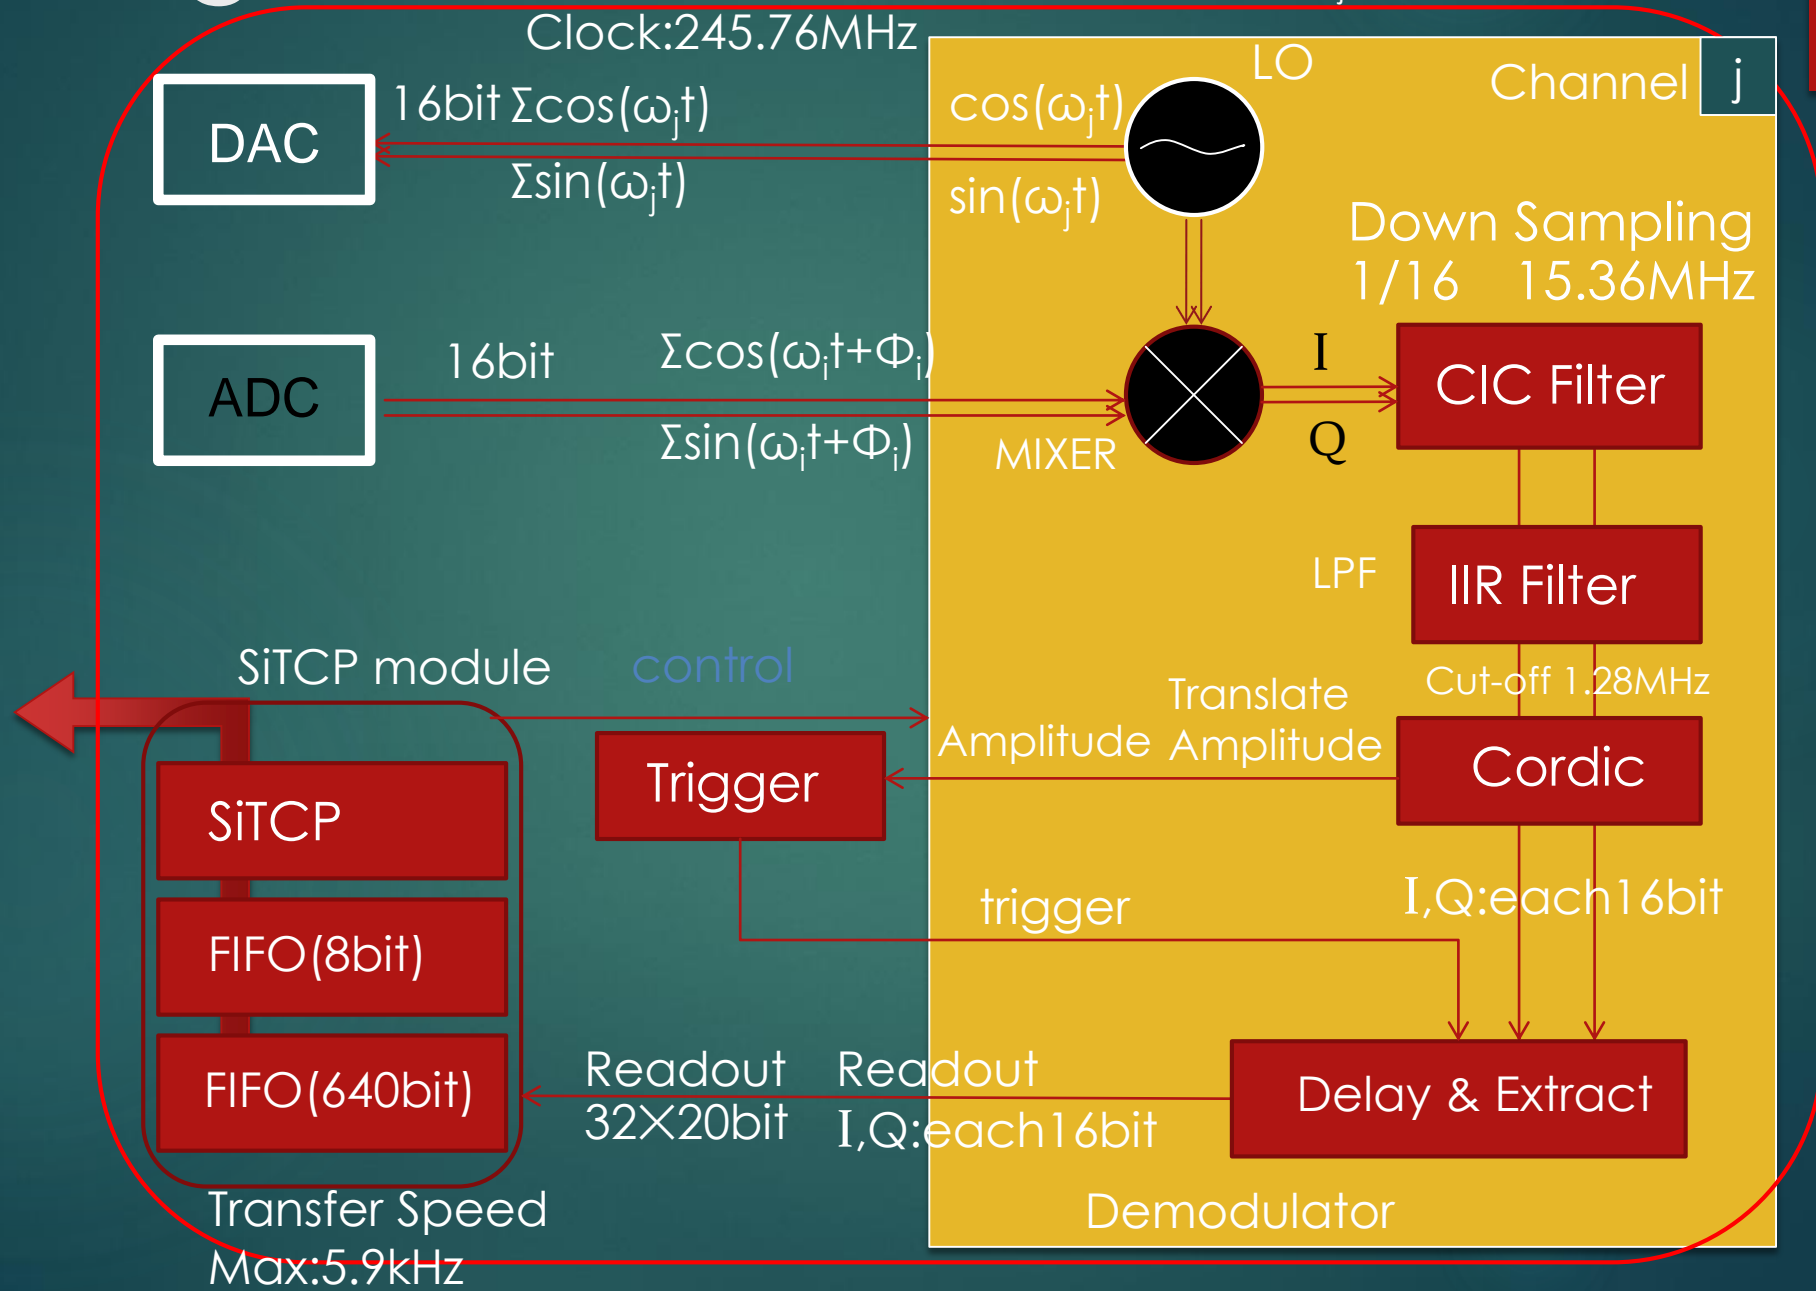 Clock:245.76MHz
LO
Channel j
DAC
16bit Σcos(ωjt)
Σsin(ωjt)
cos(ωjt)
sin(ωjt)
Down Sampling
1/16 15.36MHz
ADC
16bit
Σcos(ωit+Φi)
Σsin(ωit+Φi)
MIXER
I
Q
CIC Filter
LPF
IIR Filter
Cut-off 1.28MHz
SiTCP module
control
Translate
Amplitude
Amplitude
Cordic
Trigger
SiTCP
I,Q:each16bit
trigger
FIFO(8bit)
FIFO(640bit)
Readout
32×20bit
Readout
I,Q:each16bit
Delay & Extract
Transfer Speed
Max:5.9kHz
Demodulator